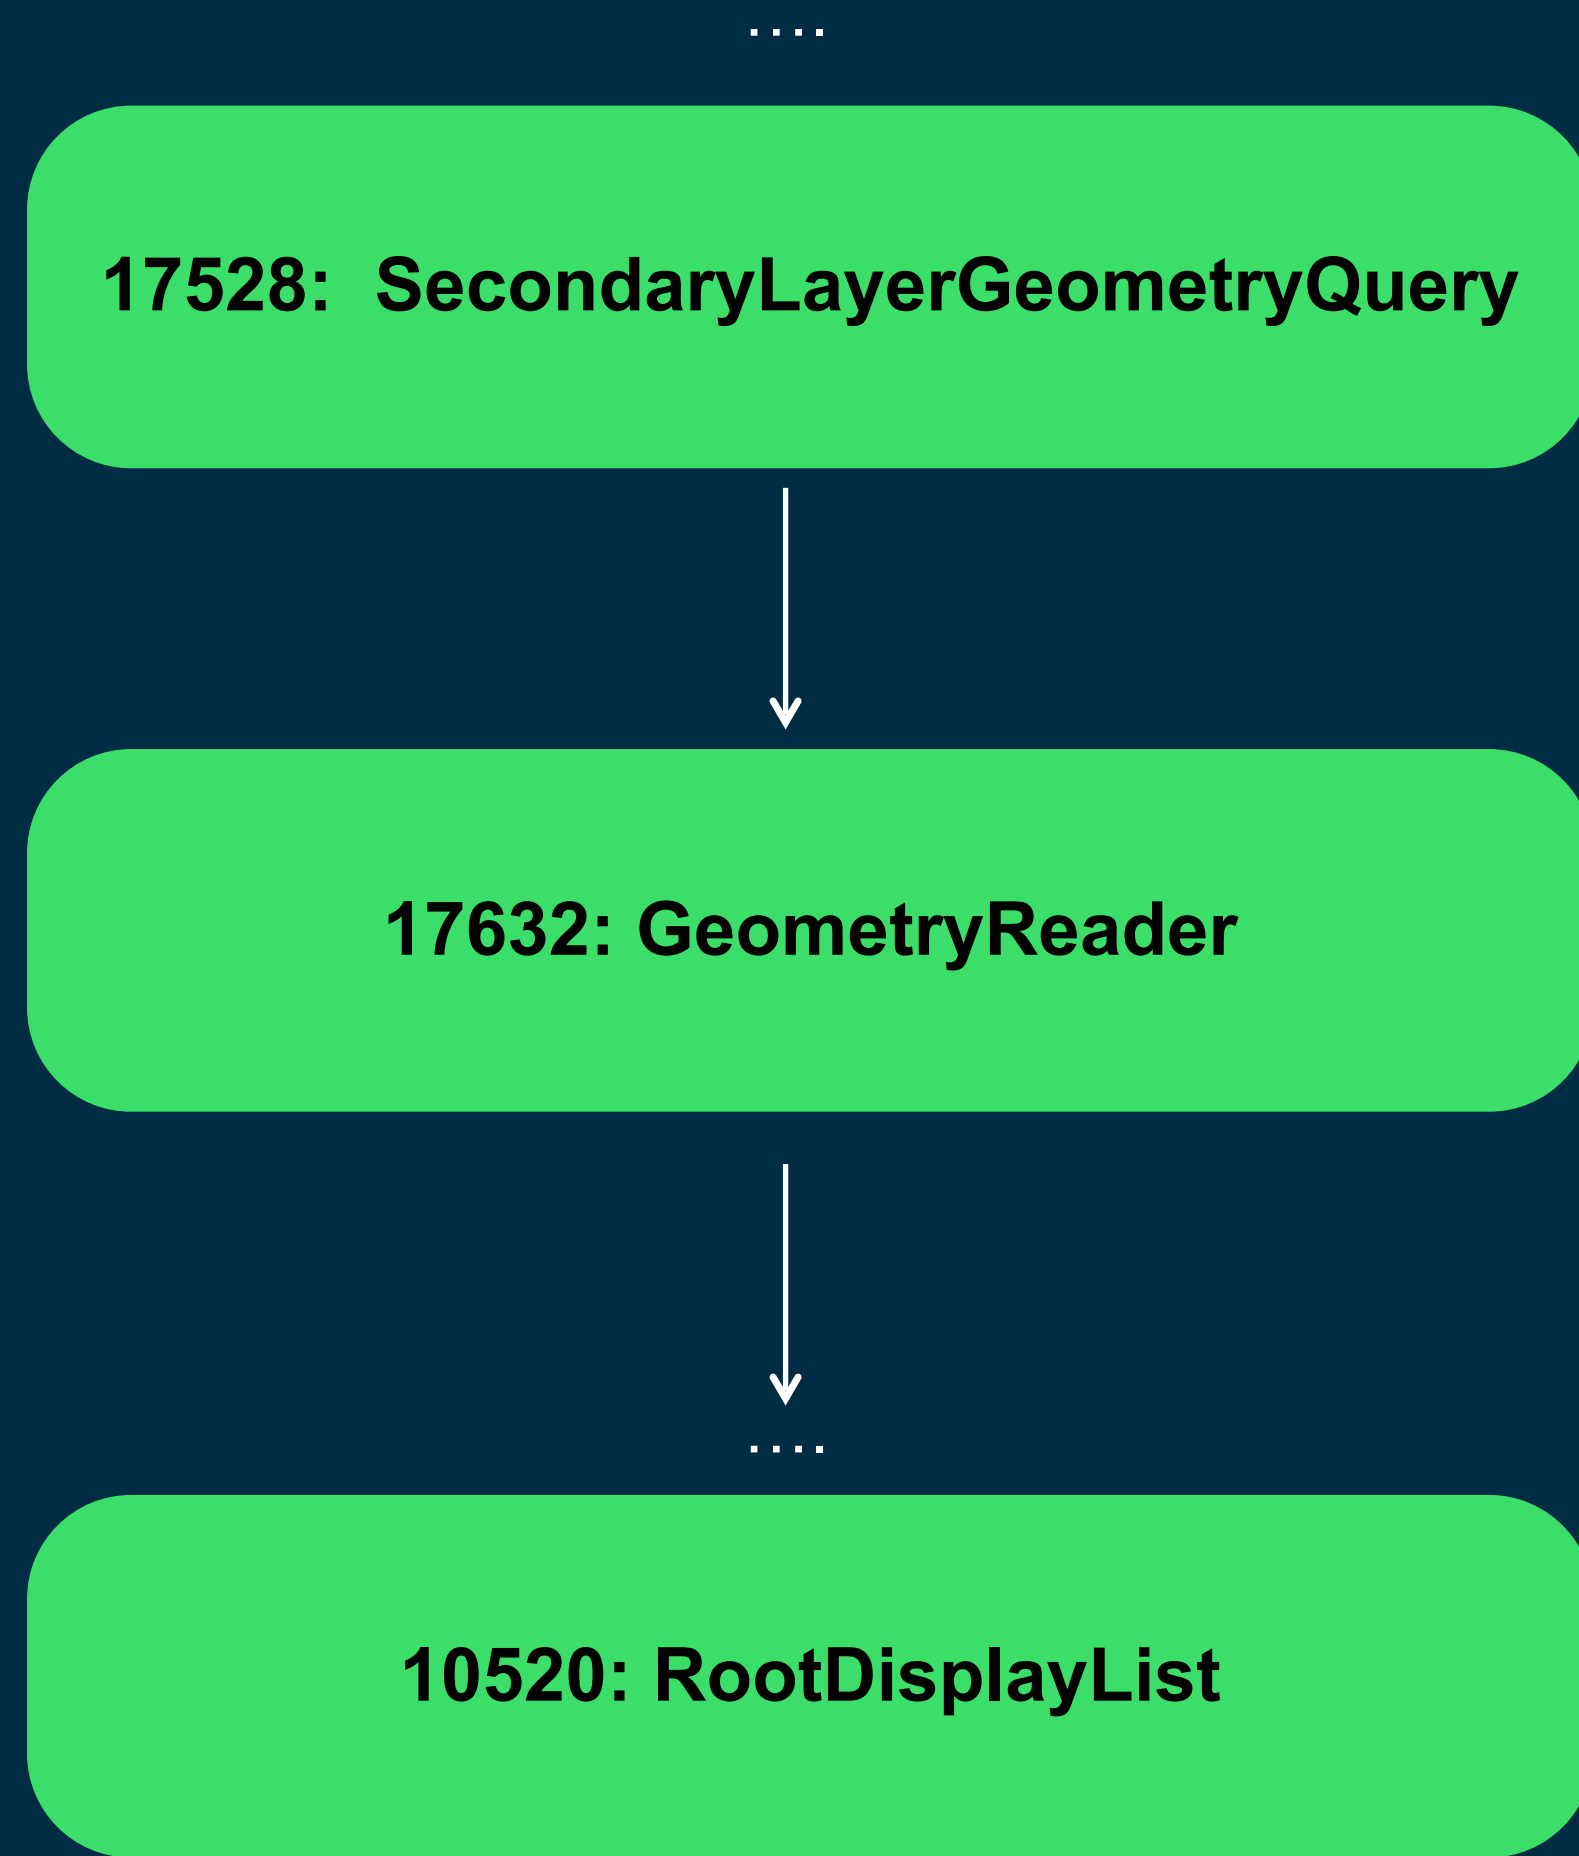 ....
17528:  SecondaryLayerGeometryQuery
17632: GeometryReader
....
10520: RootDisplayList